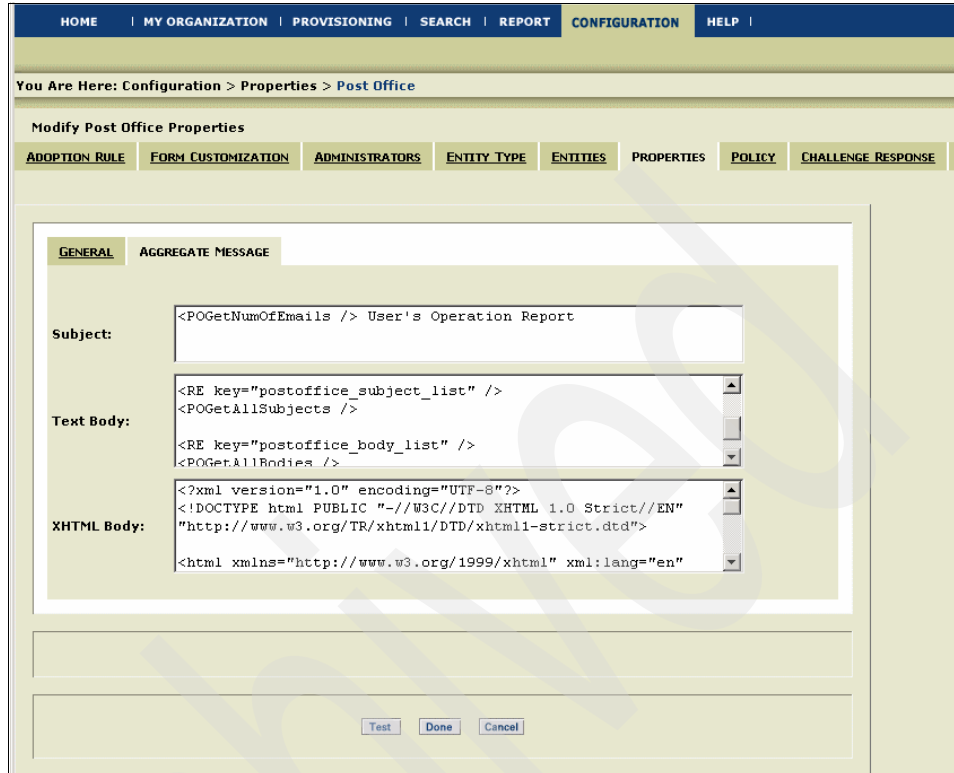 HOME | MY ORGANIZATION | PROVISIONING | SEARCH | REPORT CONFIGURATION HELP |
You Are Here: Configuration > Properties > Post Office
Modify Post Office Properties
ADOPTION RULE FORM CUSTOMIZATION ADMINISTRATORS ENTITY TYPE ENTITIES PROPERTIES POLICY CHALLENGE RESPONSE
GENERAL AGGREGATE MESSAGE
Subject:
<POGetNumOfEmails /> User's Operation Report
Text Body:
<RE key="postoffice_subject_list" />
<POGetAllSubjects />
<RE key="postoffice_body_list" />
<POGetAllBodies />
XHTML Body:
<?xml version="1.0" encoding="UTF-8"?>
<!DOCTYPE html PUBLIC "-//W3C//DTD XHTML 1.0 Strict//EN"
"http://www.w3.org/TR/xhtml1/DTD/xhtml1-strict.dtd">
<html xmlns="http://www.w3.org/1999/xhtml" xml:lang="en"
Test Done Cancel